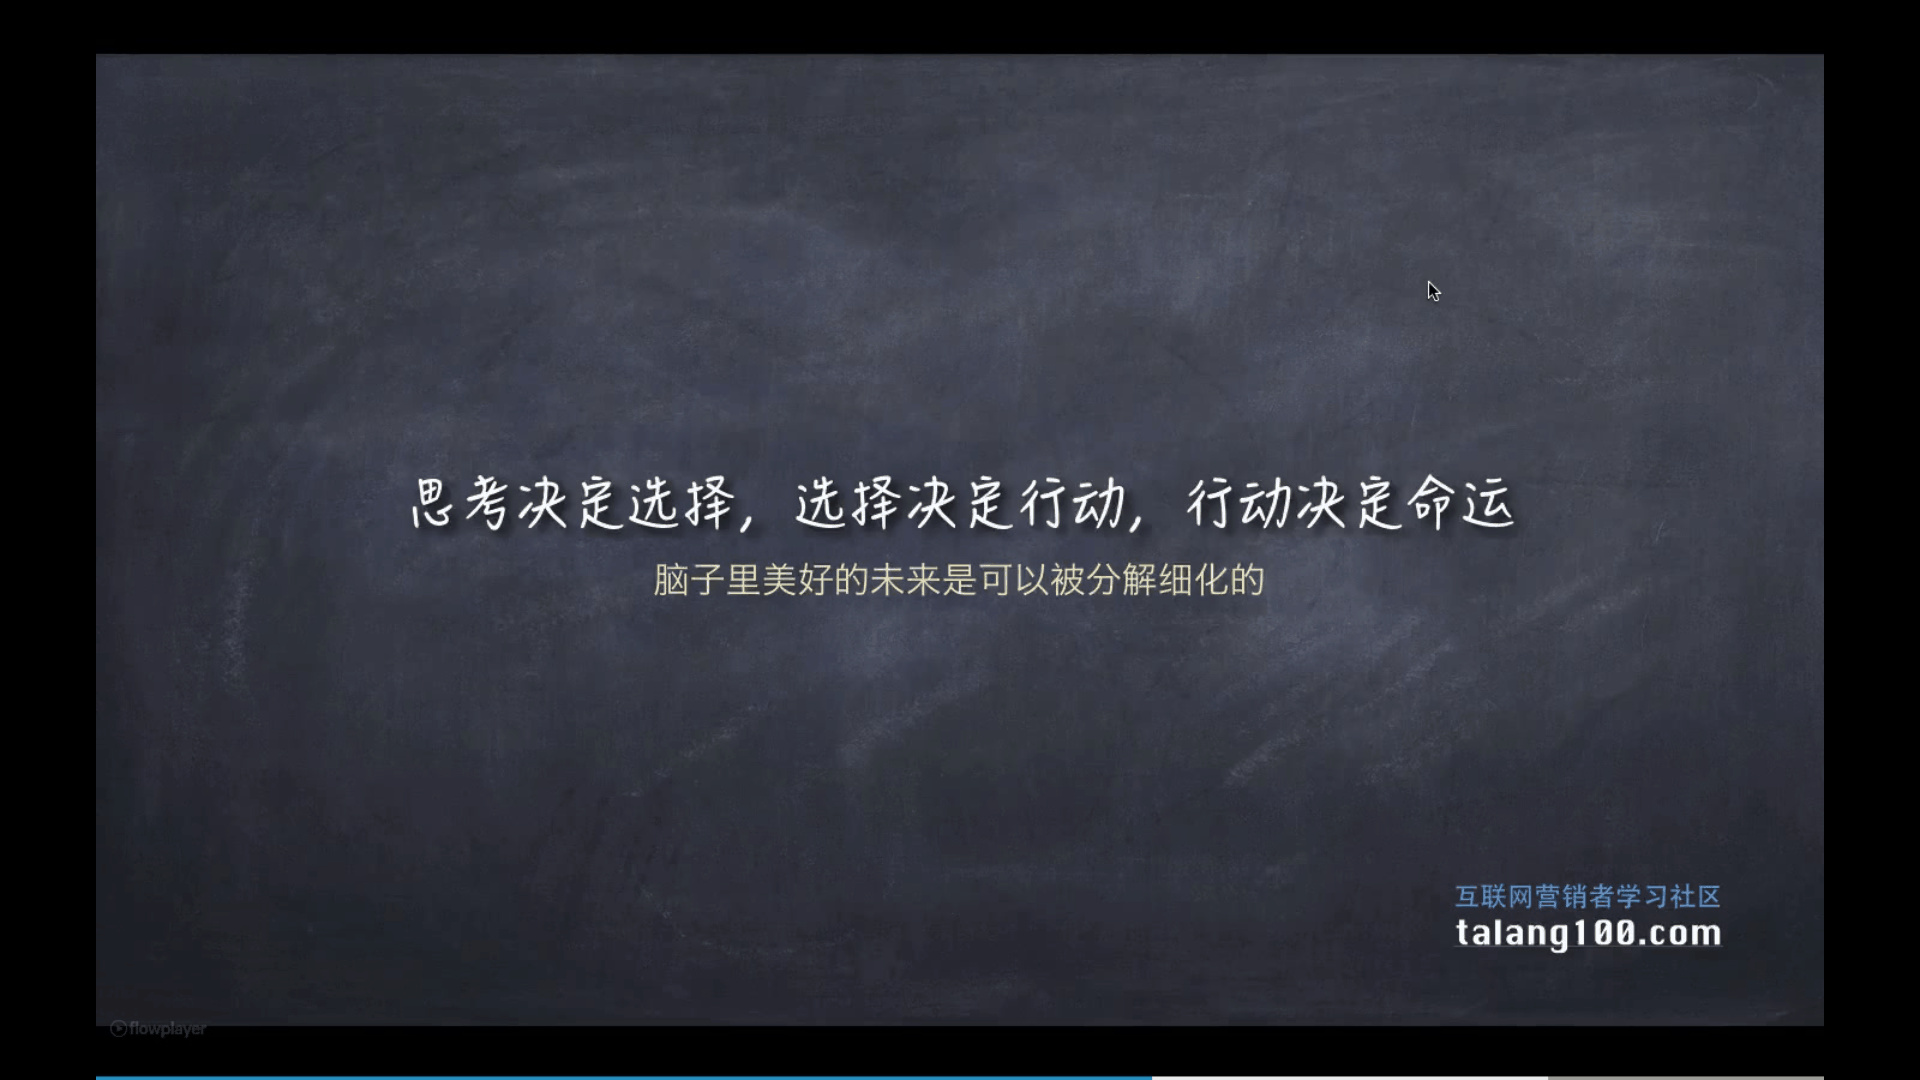 思考决定选择，选择决定行动，行动决定命运
脑子里美好的未来是可以被分解细化的
互联网营销者学习社区
talang100.com
flowplayer